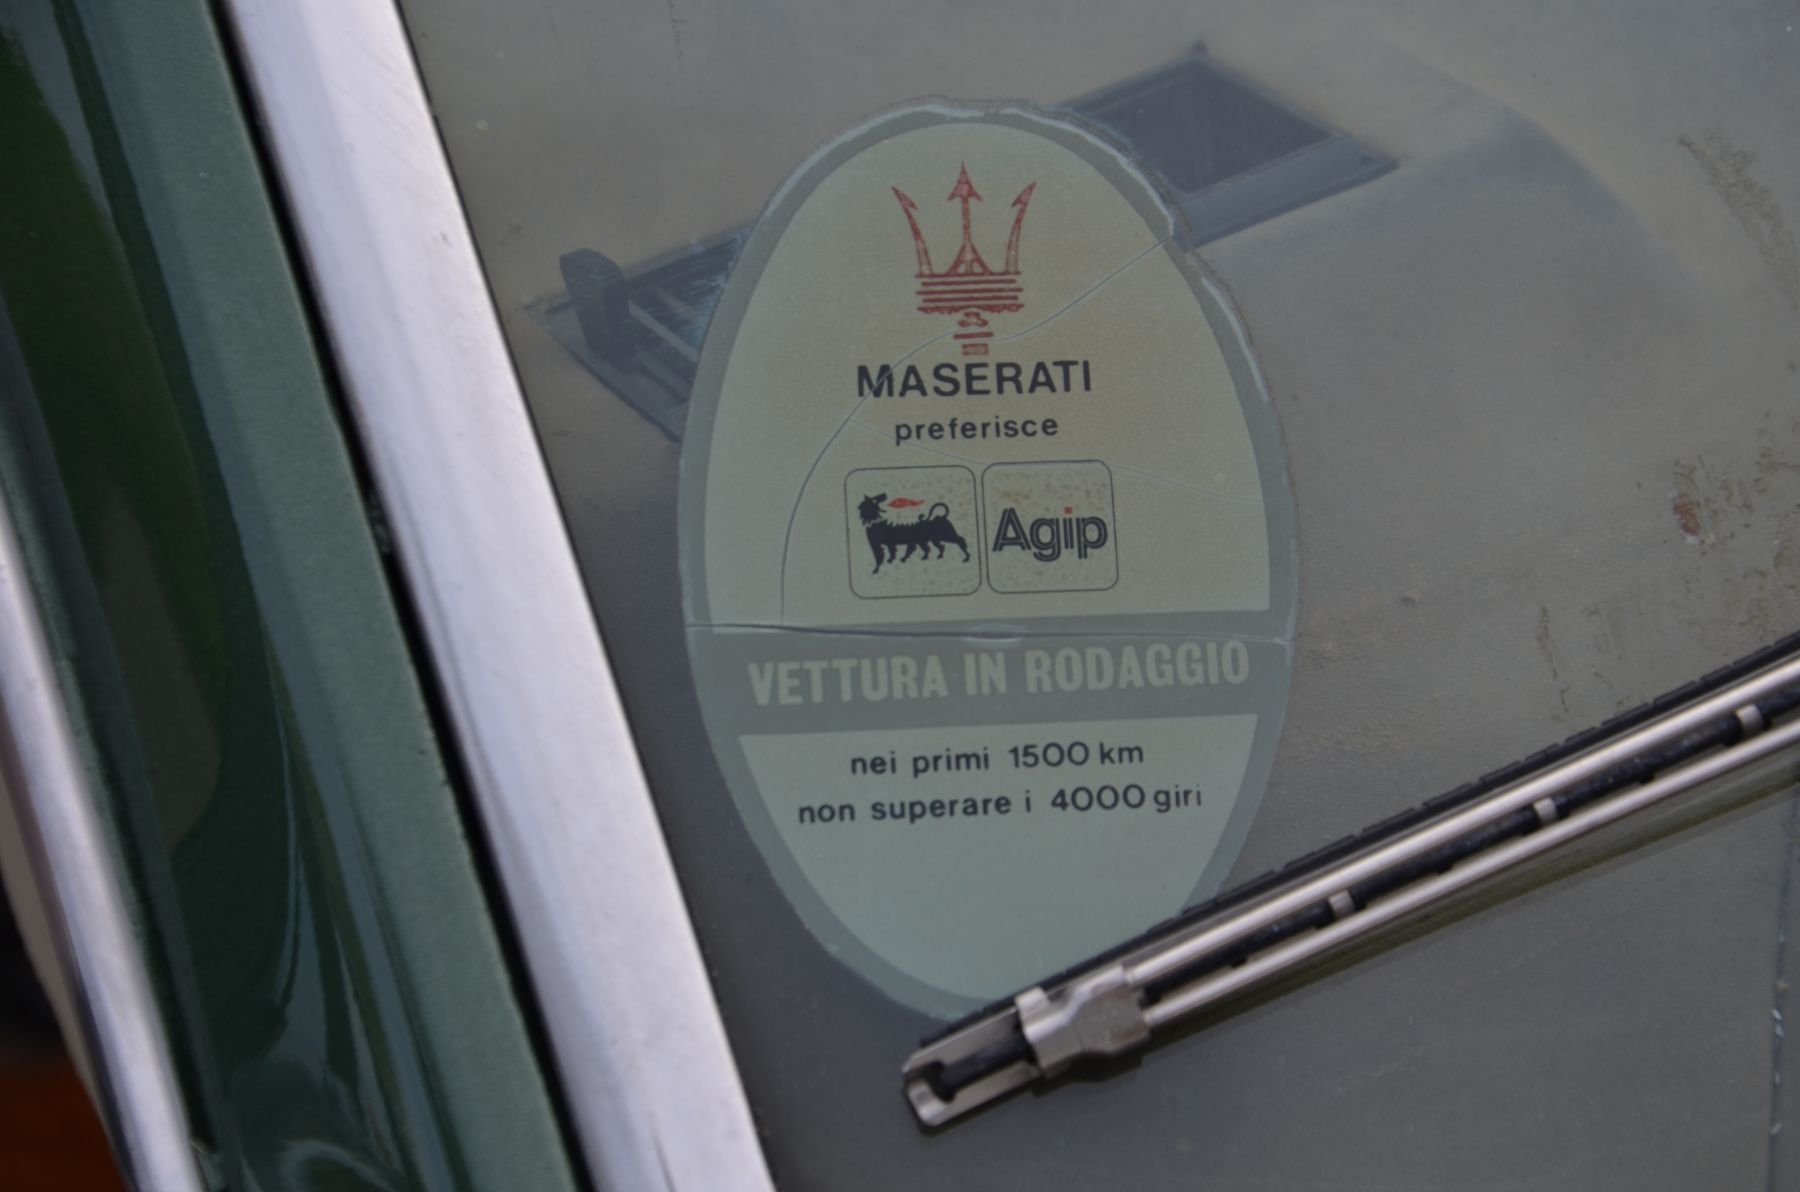 MASERATI
preferisce
Agip
VETTURA IN RODAGGIO
nei primi 1500 km
non superare i 4000 giri